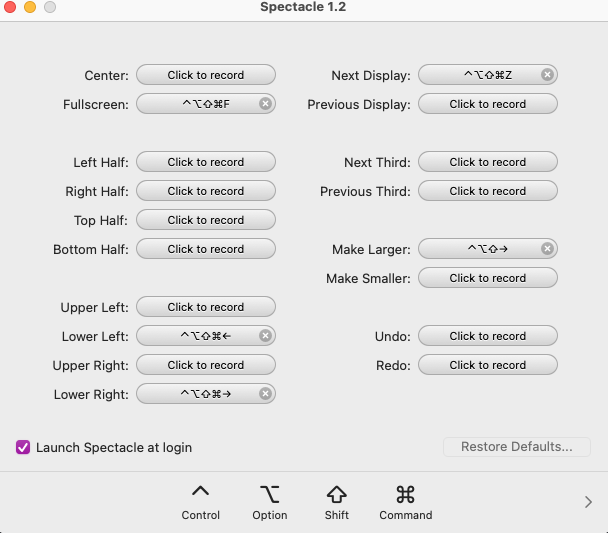 Spectacle 1.2
Center: Click to record
Fullscreen: ^⌥⇧⌘F
Left Half: Click to record
Right Half: Click to record
Top Half: Click to record
Bottom Half: Click to record
Upper Left: Click to record
Lower Left: ^⌥⇧⌘←
Upper Right: Click to record
Lower Right: ^⌥⇧⌘→
Next Display: ^⌥⇧⌘Z
Previous Display: Click to record
Next Third: Click to record
Previous Third: Click to record
Make Larger: ^⌥⇧→
Make Smaller: Click to record
Undo: Click to record
Redo: Click to record
Launch Spectacle at login
Restore Defaults...
^ ⌥ ⇧ ⌘
Control Option Shift Command